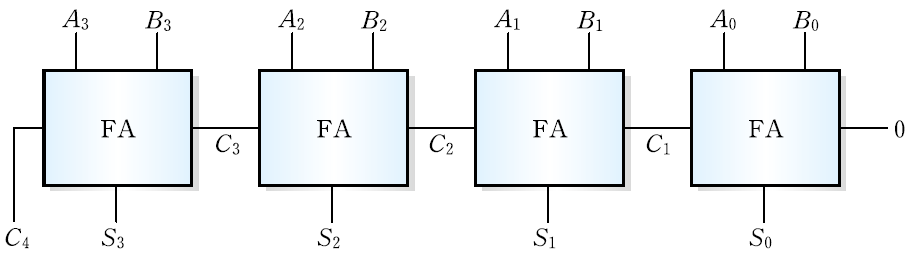 A₃ B₃ A₂ B₂ A₁ B₁ A₀ B₀
FA FA FA FA 0
C₃ C₂ C₁
C₄ S₃ S₂ S₁ S₀